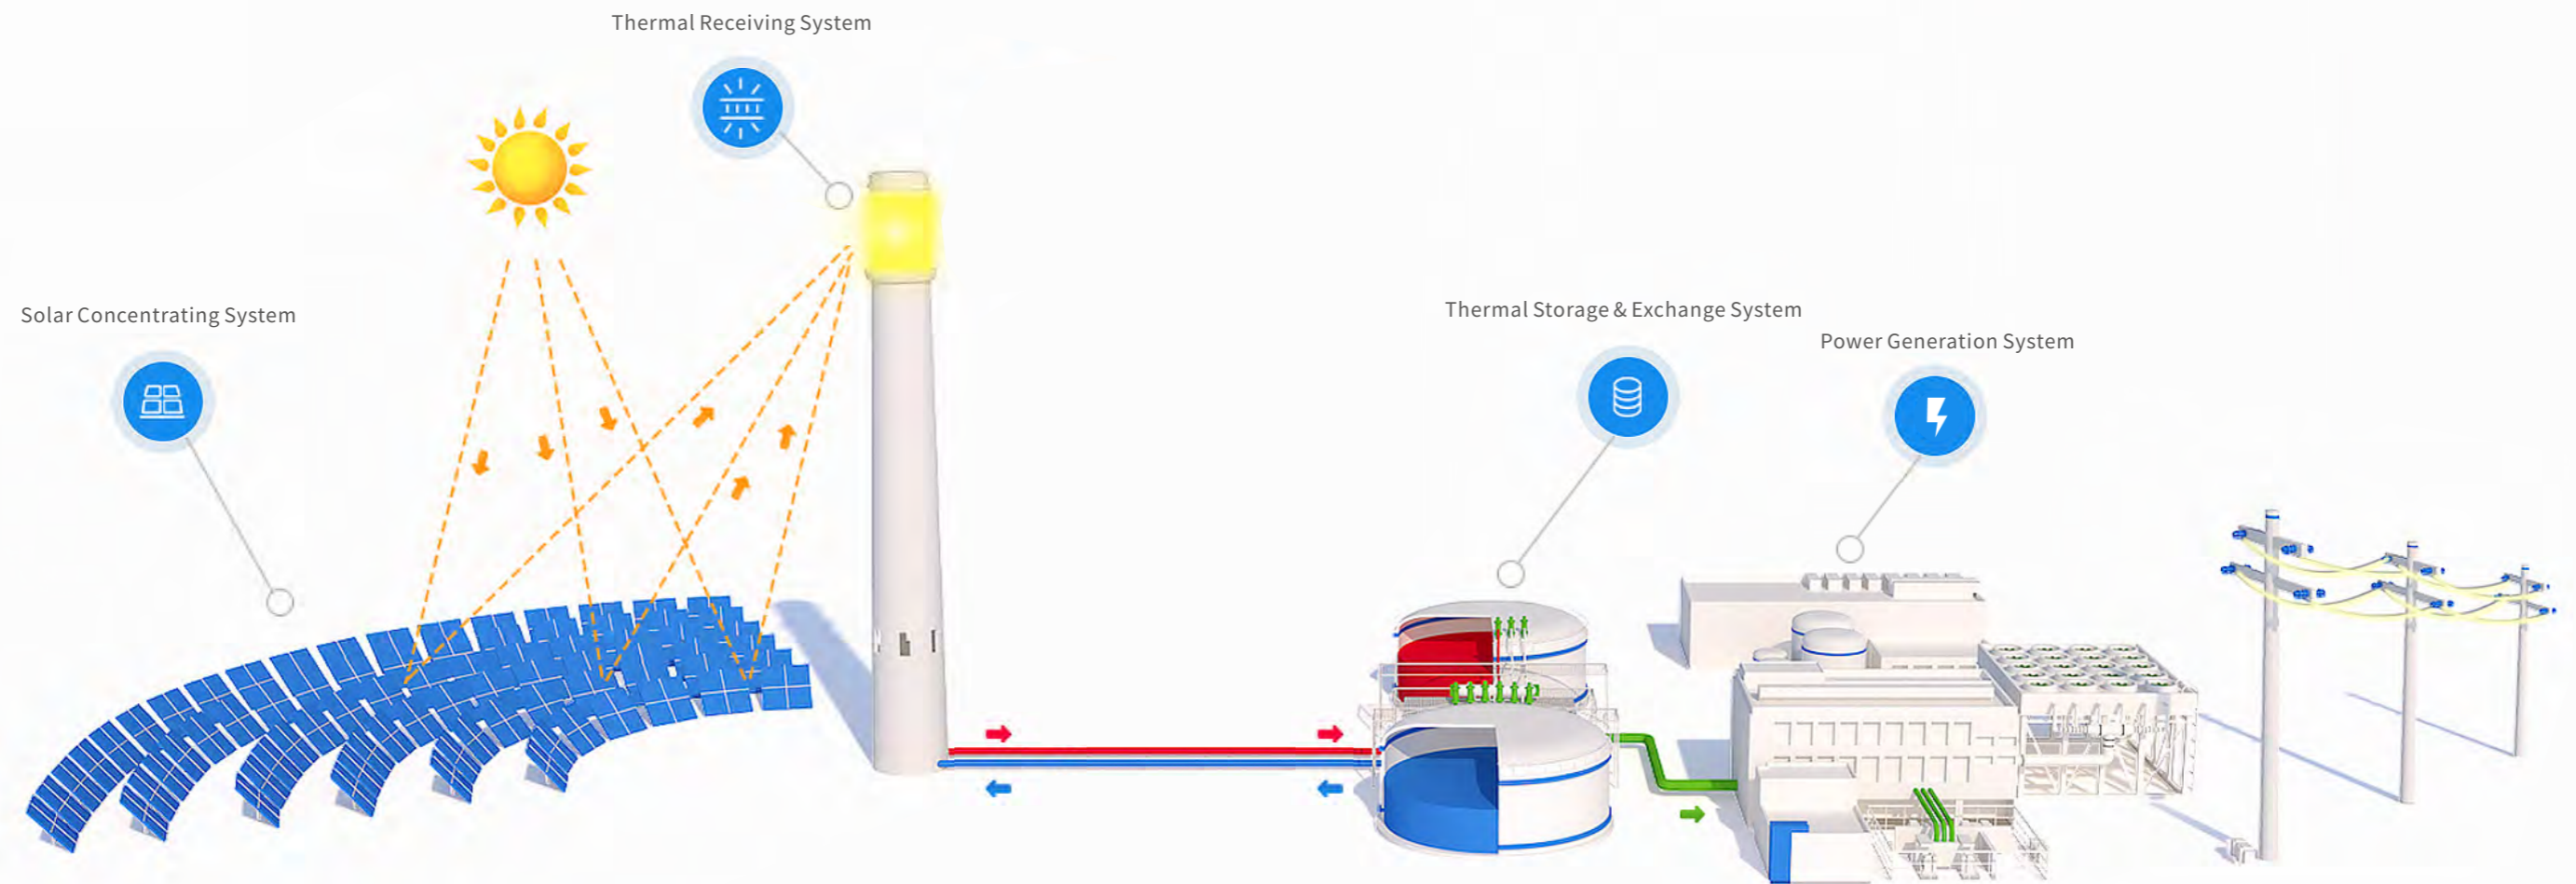 Thermal Receiving System
Solar Concentrating System
Thermal Storage & Exchange System
Power Generation System